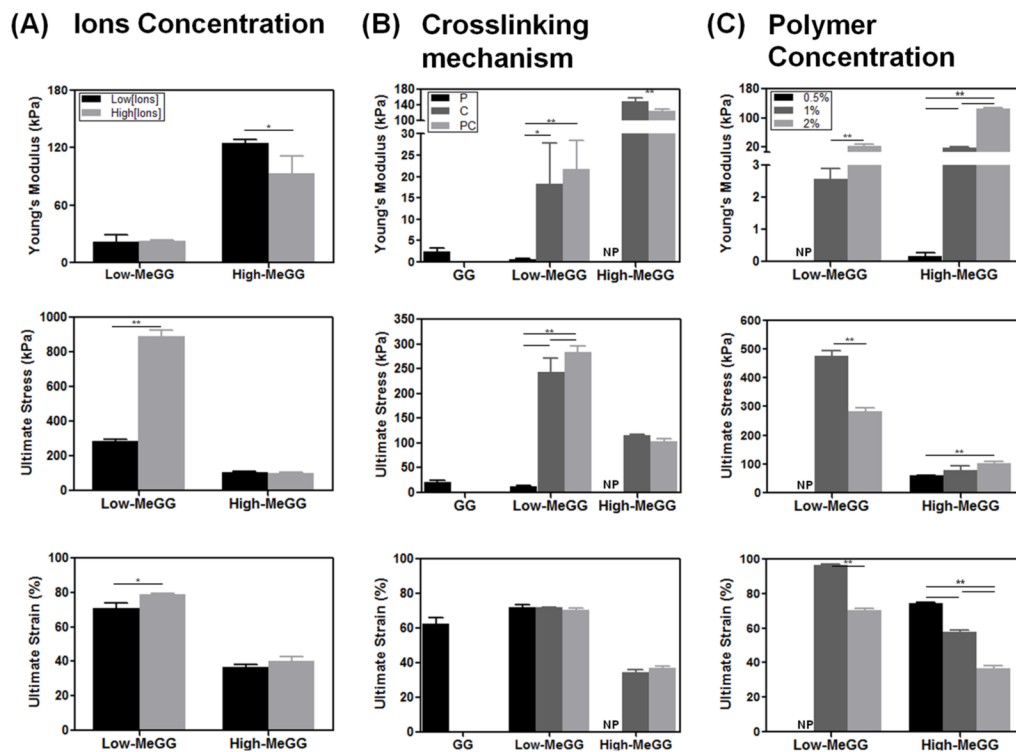 (A) Ions Concentration
180
120
60
0
Young's Modulus (kPa)
Low[Ions]
High[Ions]
*
Low-MeGG High-MeGG
1000
800
600
400
200
0
Ultimate Stress (kPa)
**
Low-MeGG High-MeGG
100
80
60
40
20
0
Ultimate Strain (%)
*
Low-MeGG High-MeGG
(B) Crosslinking
mechanism
180
140
100
60
30
25
20
15
10
5
0
Young's Modulus (kPa)
P
C
PC
**
**
*
NP
GG Low-MeGG High-MeGG
350
300
250
200
150
100
50
0
Ultimate Stress (kPa)
**
NP
GG Low-MeGG High-MeGG
100
80
60
40
20
0
Ultimate Strain (%)
NP
GG Low-MeGG High-MeGG
(C) Polymer
Concentration
180
100
20
3
2
1
0
Young's Modulus (kPa)
0.5%
1%
2%
**
**
NP
Low-MeGG High-MeGG
600
500
400
300
200
100
0
Ultimate Stress (kPa)
**
**
NP
Low-MeGG High-MeGG
100
80
60
40
20
0
Ultimate Strain (%)
**
**
NP
Low-MeGG High-MeGG